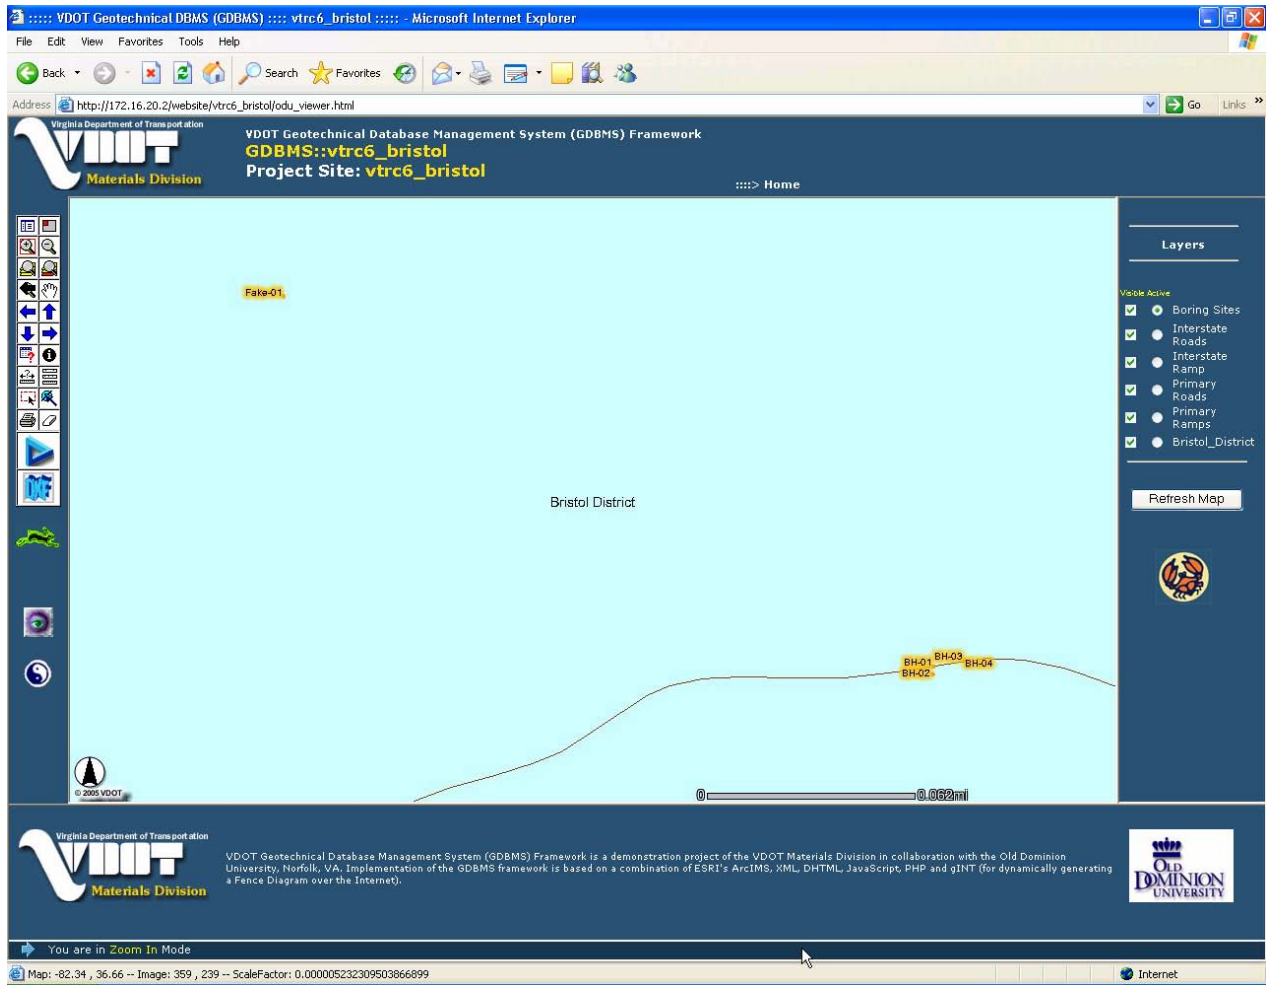 ::::: VDOT Geotechnical DBMS (GDBMS) :::: vtrc6_bristol ::::: - Microsoft Internet Explorer
File Edit View Favorites Tools Help
Back Search Favorites
Address http://172.16.20.2/website/vtrc6_bristol/odu_viewer.html Go Links »
Virginia Department of Transportation
VDOT
Materials Division
VDOT Geotechnical Database Management System (GDBMS) Framework
GDBMS::vtrc6_bristol
Project Site: vtrc6_bristol
::::> Home
Layers
Visible Active
Boring Sites
Interstate
Roads
Interstate
Ramp
Primary
Roads
Primary
Ramps
Bristol_District
Refresh Map
DXF
Fake-01
Bristol District
BH-03
BH-01
BH-04
BH-02
© 2005 VDOT
0 0.062mi
Virginia Department of Transportation
VDOT
Materials Division
VDOT Geotechnical Database Management System (GDBMS) Framework is a demonstration project of the VDOT Materials Division in collaboration with the Old Dominion
University, Norfolk, VA. Implementation of the GDBMS framework is based on a combination of ESRI's ArcIMS, XML, DHTML, JavaScript, PHP and gINT (for dynamically generating
a Fence Diagram over the Internet).
OLD
DOMINION
UNIVERSITY
You are in Zoom In Mode
Map: -82.34 , 36.66 -- Image: 359 , 239 -- ScaleFactor: 0.000005232309503866899
Internet